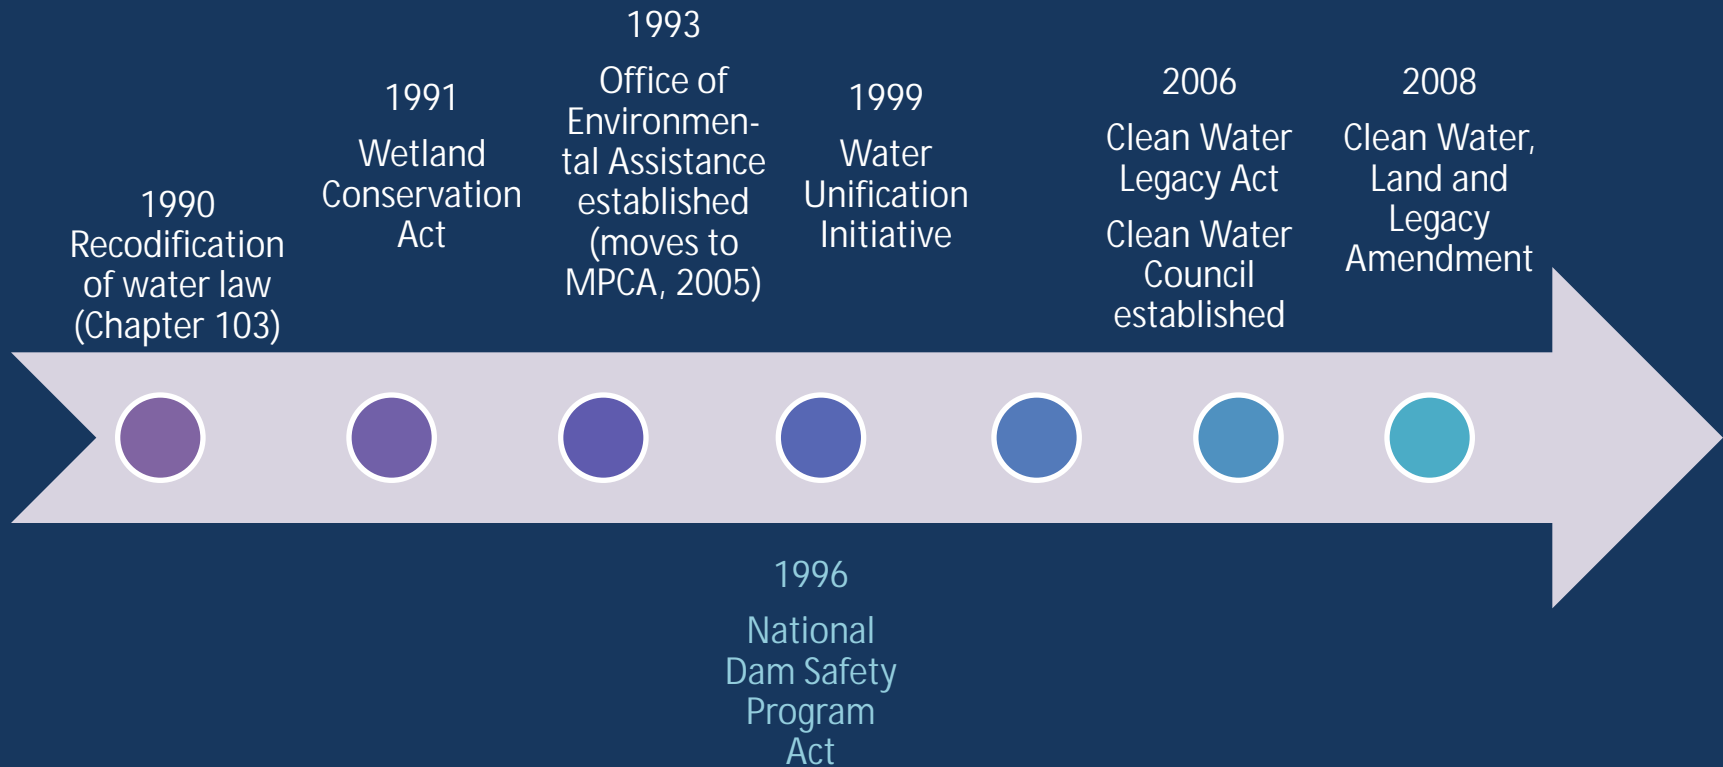 1990
Recodification
of water law
(Chapter 103)
1991
Wetland
Conservation
Act
1993
Office of
Environmen-
tal Assistance
established
(moves to
MPCA, 2005)
1999
Water
Unification
Initiative
2006
Clean Water
Legacy Act
Clean Water
Council
established
2008
Clean Water,
Land and
Legacy
Amendment
1996
National
Dam Safety
Program
Act